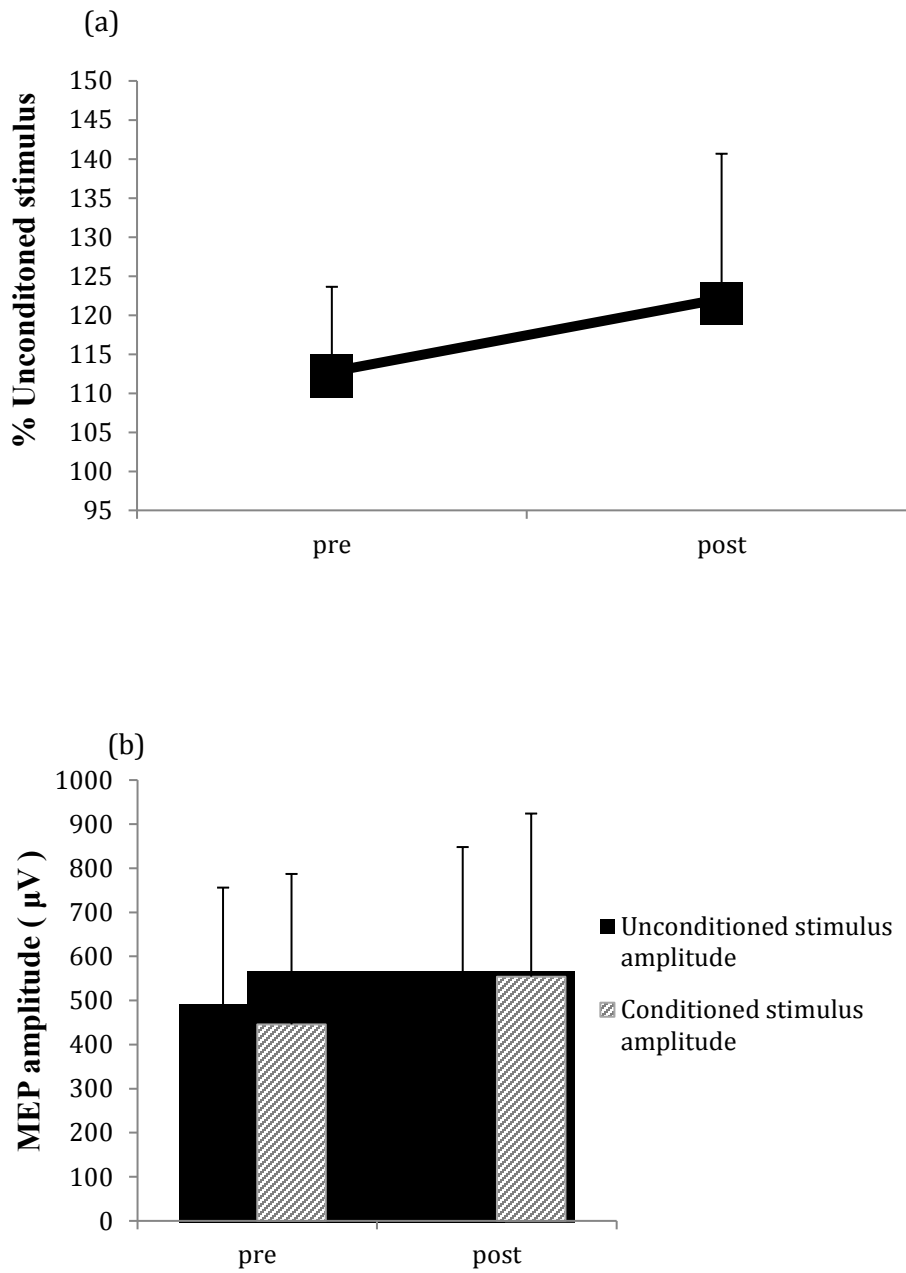 (a)
% Unconditoned stimulus
150
145
140
135
130
125
120
115
110
105
100
95
pre post
(b)
MEP amplitude ( µV )
1000
900
800
700
600
500
400
300
200
100
0
pre post
Unconditioned stimulus
amplitude
Conditioned stimulus
amplitude